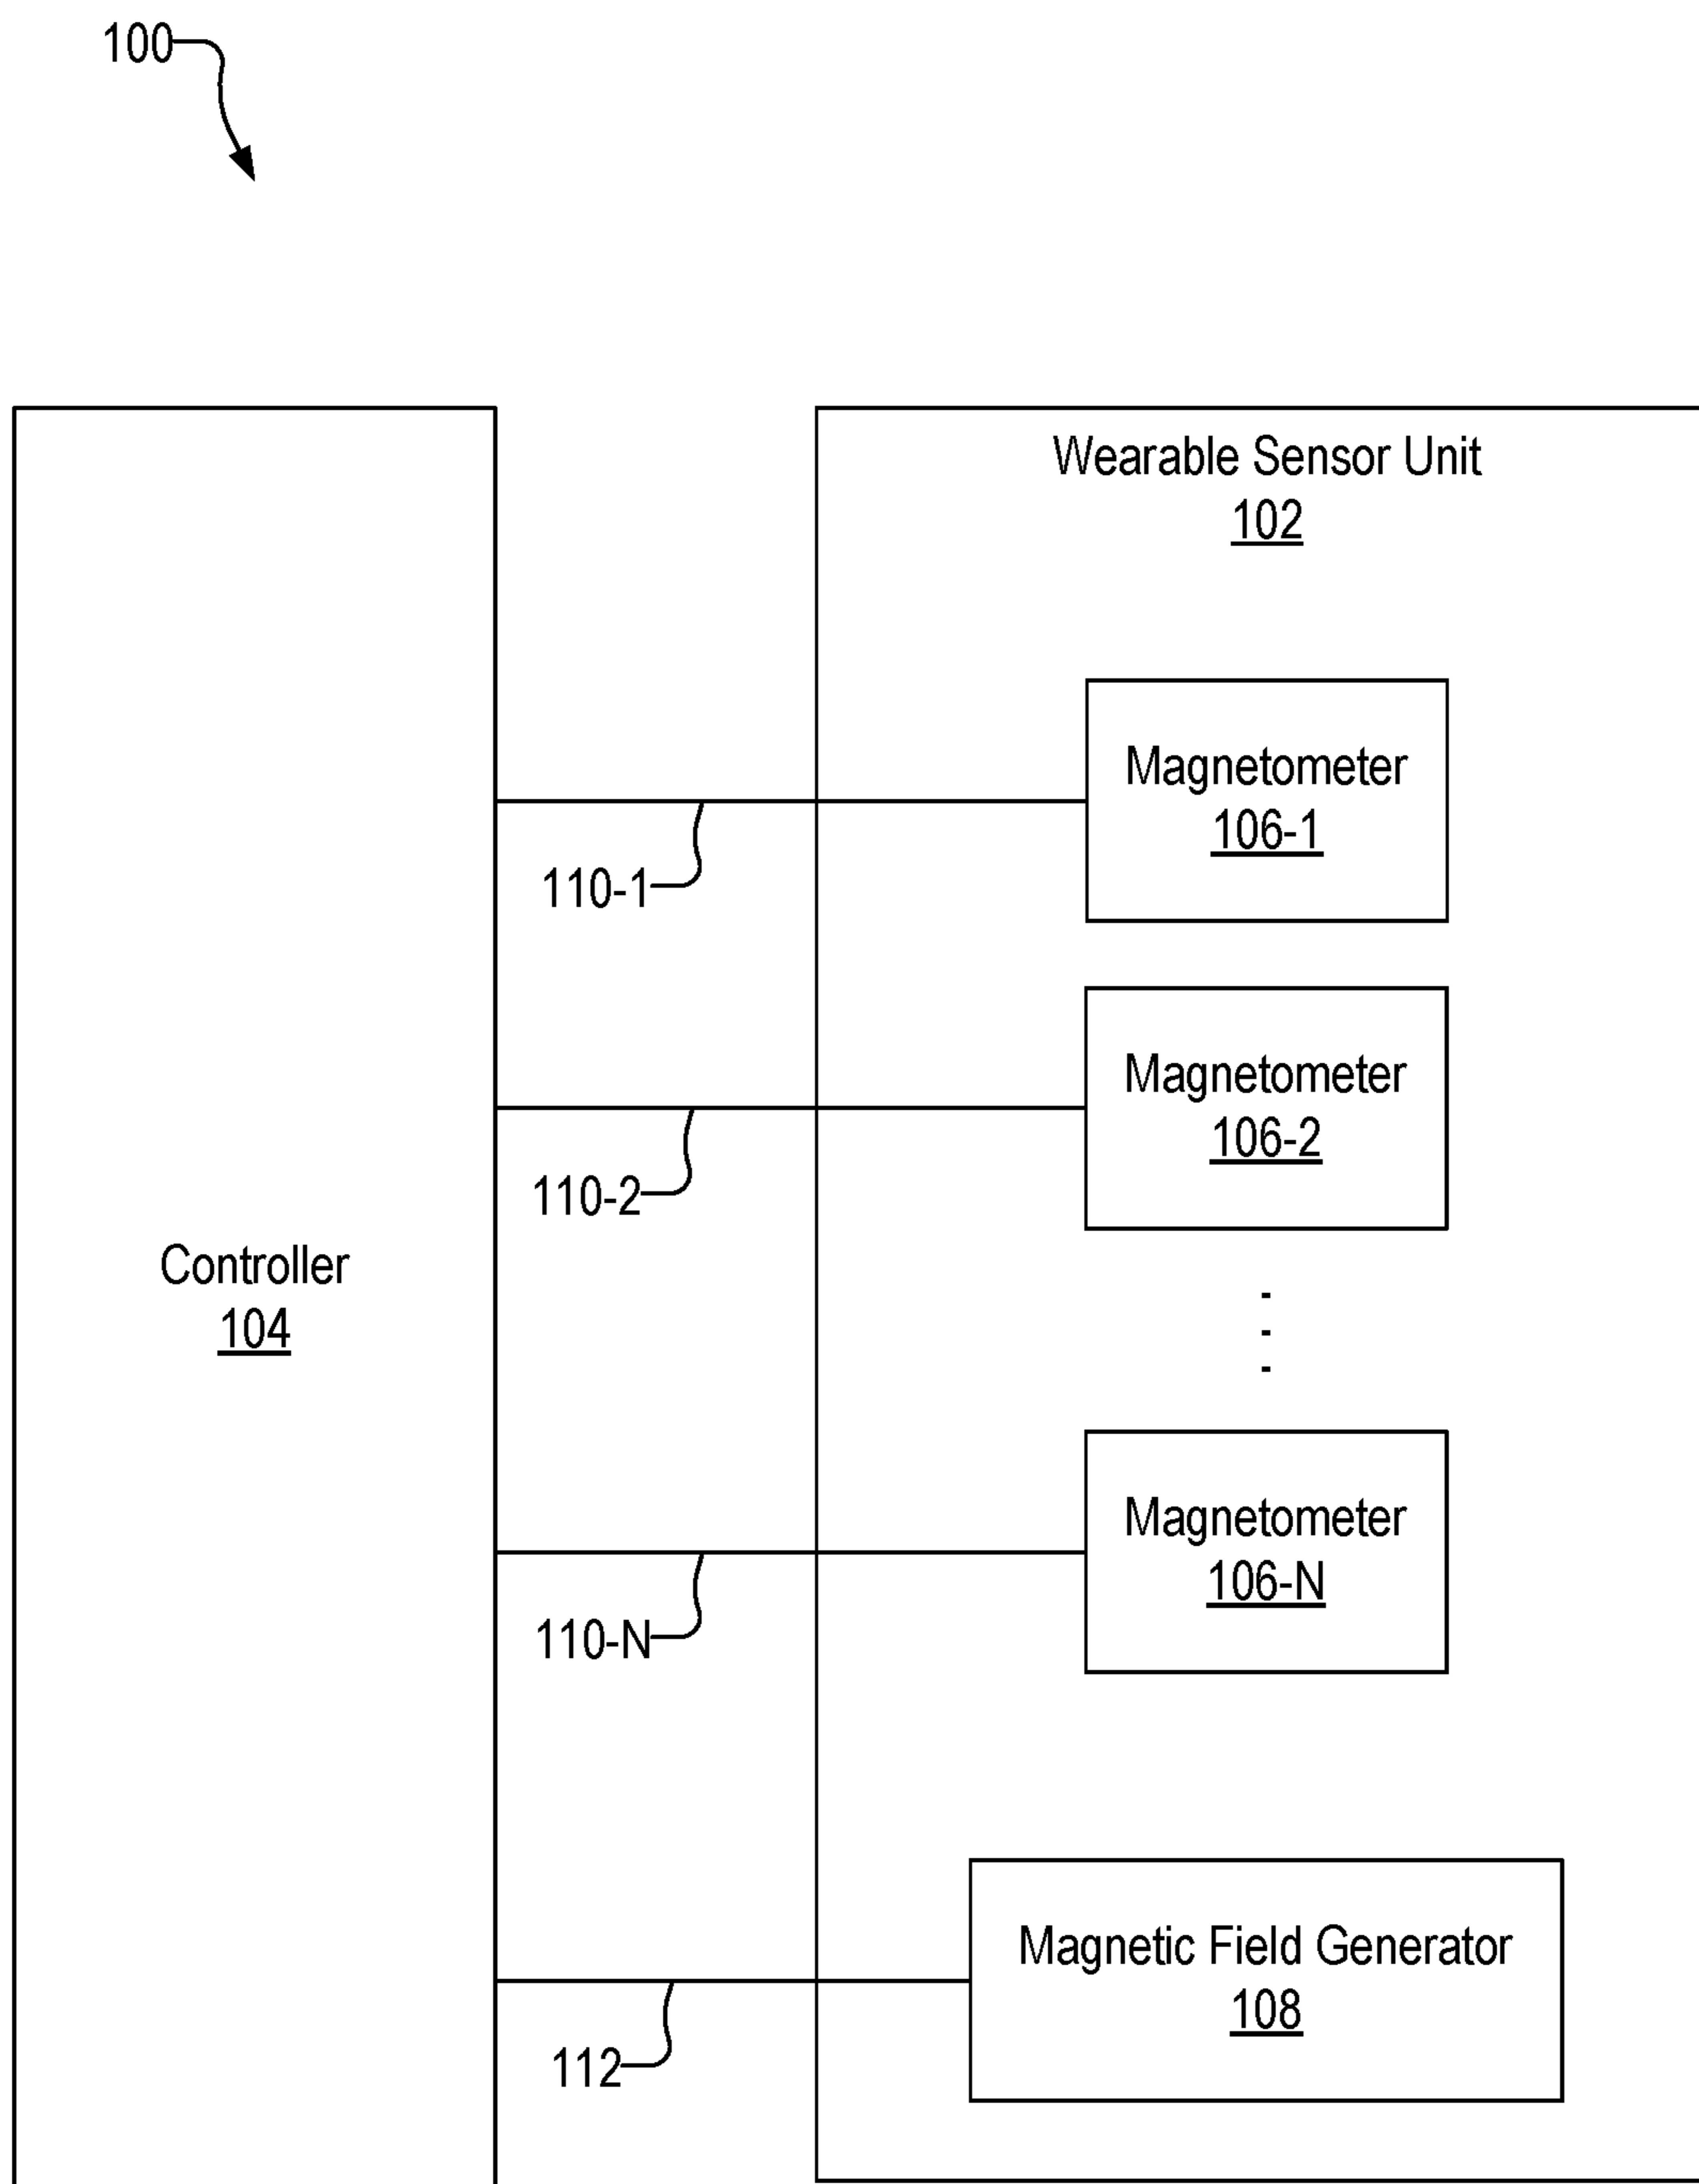 100
Wearable Sensor Unit
102
Magnetometer
106-1
110-1
Magnetometer
106-2
110-2
Controller
104
Magnetometer
106-N
110-N
Magnetic Field Generator
108
112